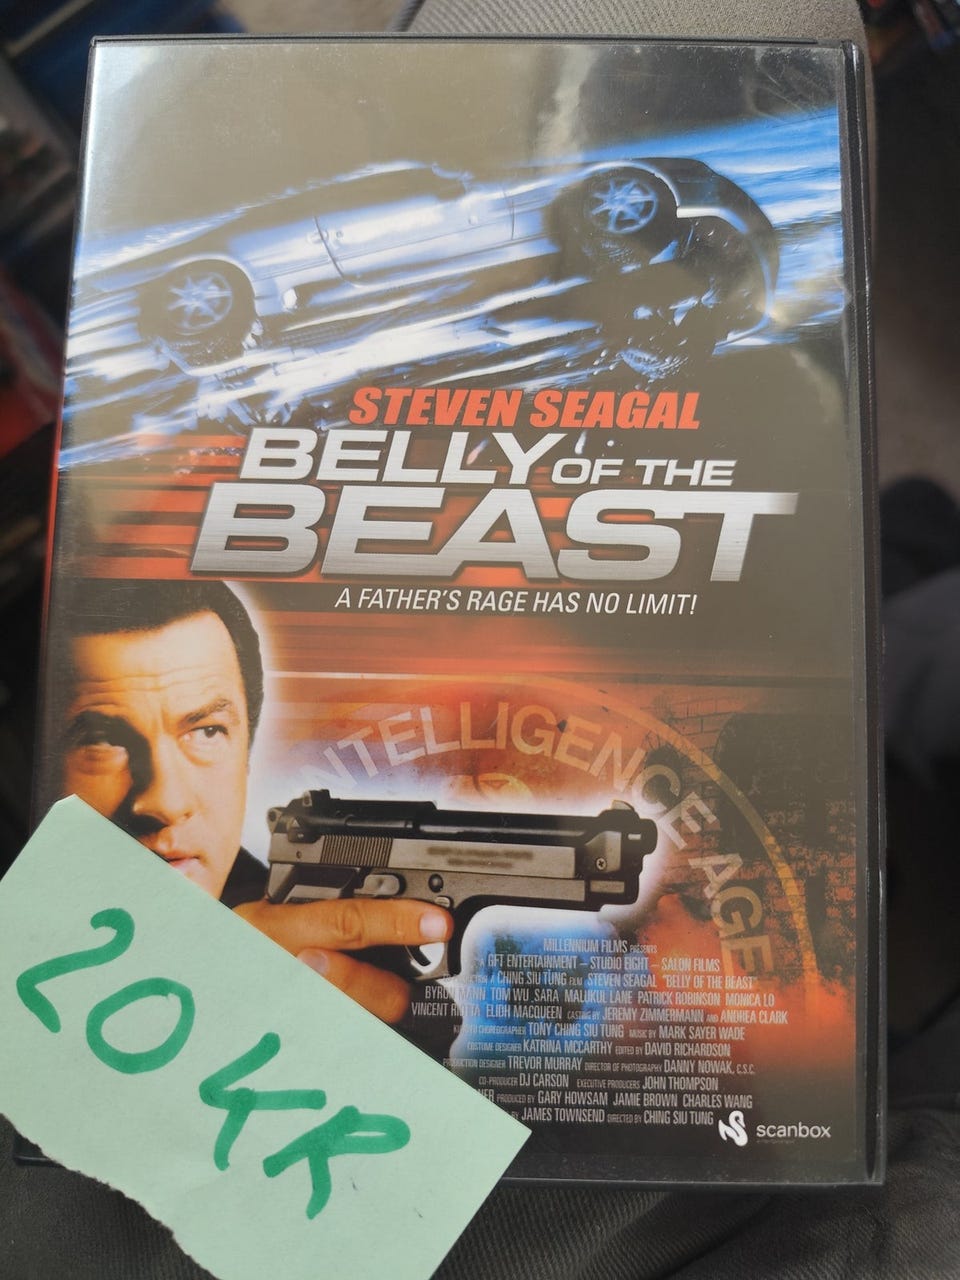 STEVEN SEAGAL
BELLY OF THE
BEAST
A FATHER'S RAGE HAS NO LIMIT!
INTELLIGENCE AGE
MILLENNIUM FILMS PRESENTS
A GFT ENTERTAINMENT – STUDIO EIGHT – SALON FILMS
A CHING SIU TUNG FILM STEVEN SEAGAL "BELLY OF THE BEAST"
BYRON MANN TOM WU SARA MALUKUL LANE PATRICK ROBINSON MONICA LO
VINCENT RIOTTA ELIDH MACQUEEN CASTING BY JEREMY ZIMMERMANN AND ANDREA CLARK
CHOREOGRAPHER TONY CHING SIU TUNG MUSIC BY MARK SAYER WADE
COSTUME DESIGNER KATRINA MCCARTHY EDITED BY DAVID RICHARDSON
PRODUCTION DESIGNER TREVOR MURRAY DIRECTOR OF PHOTOGRAPHY DANNY NOWAK, C.S.C.
CO-PRODUCER DJ CARSON EXECUTIVE PRODUCERS JOHN THOMPSON
NER PRODUCED BY GARY HOWSAM JAMIE BROWN CHARLES WANG
BY JAMES TOWNSEND DIRECTED BY CHING SIU TUNG
scanbox
entertainment
20 KR